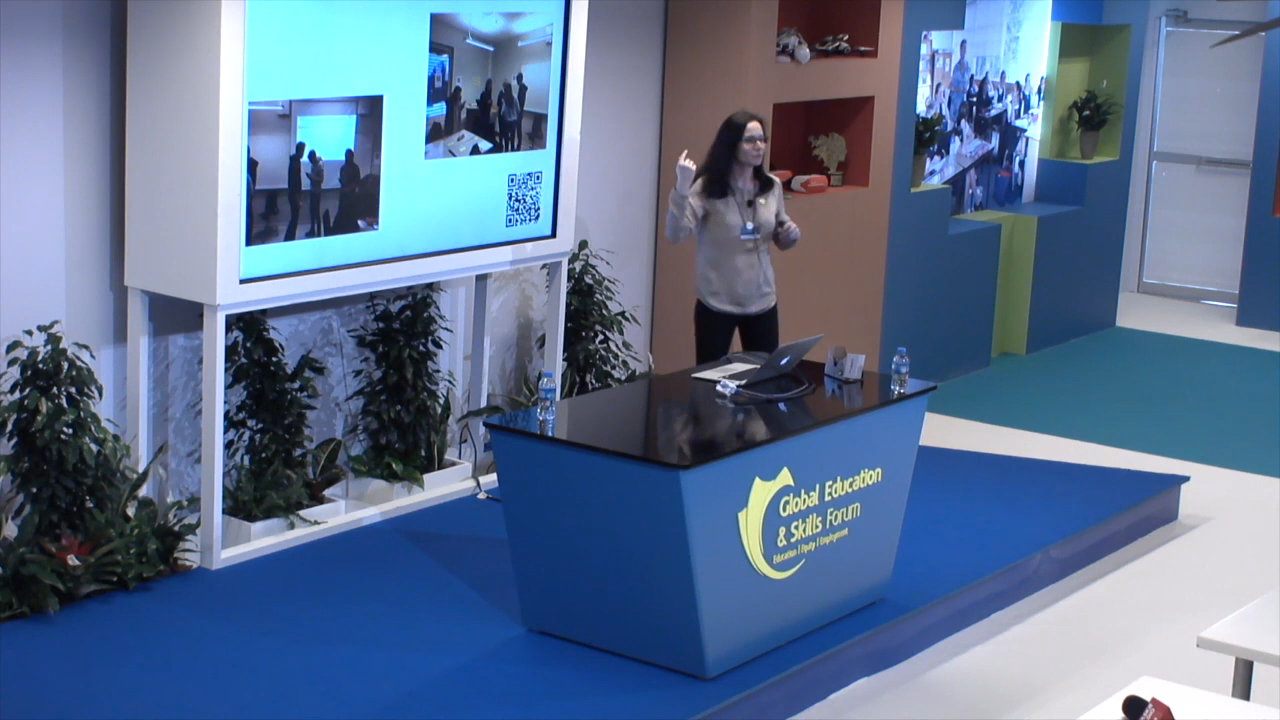 Global Education
& Skills Forum
Education | Equity | Employment